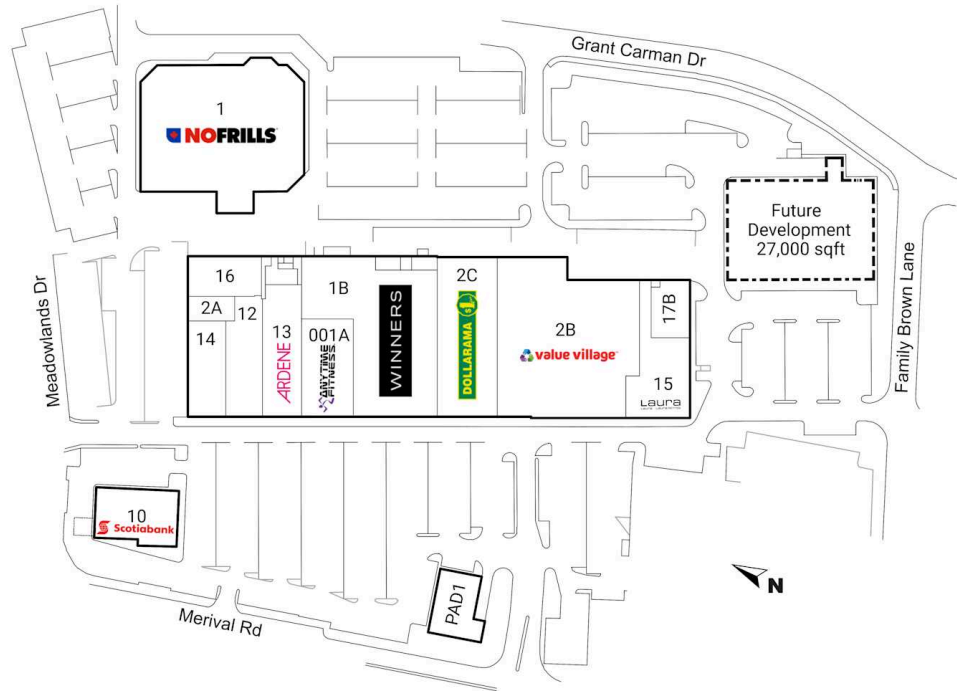 Grant Carman Dr
1
NOFRILLS
Future
Development
27,000 sqft
Meadowlands Dr
Family Brown Lane
16
2A
12
14
13
ARDENE
1B
001A
ANYTIME
FITNESS
WINNERS
2C
DOLLARAMA
$1
2B
value village
17B
15
Laura
10
Scotiabank
PAD1
Merival Rd
N